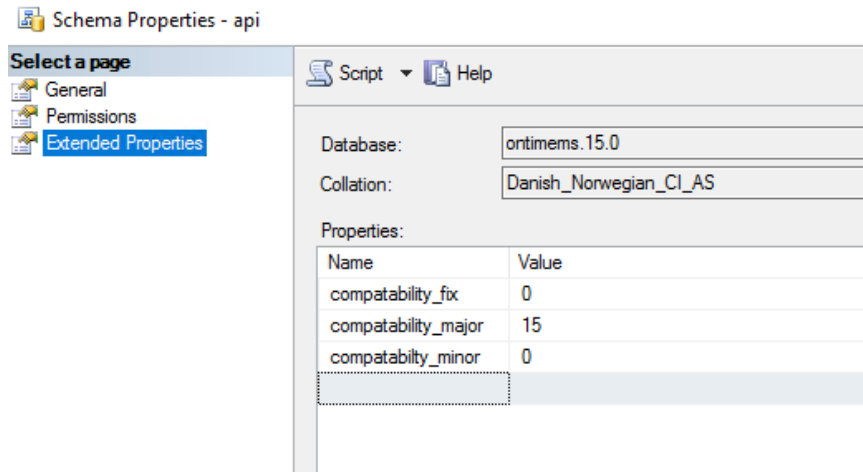 Schema Properties - api
Select a page
General
Permissions
Extended Properties
Script Help
Database: ontimems.15.0
Collation: Danish_Norwegian_CI_AS
Properties:
Name Value
compatability_fix 0
compatability_major 15
compatabilty_minor 0